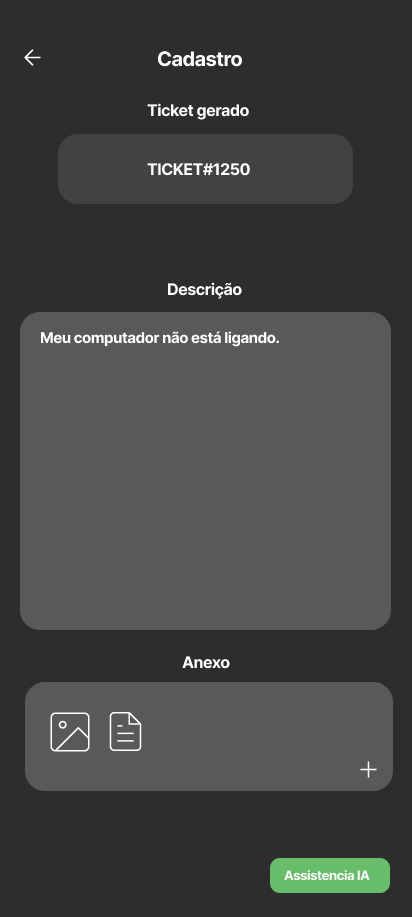 Cadastro
Ticket gerado
TICKET#1250
Descrição
Meu computador não está ligando.
Anexo
Assistencia IA